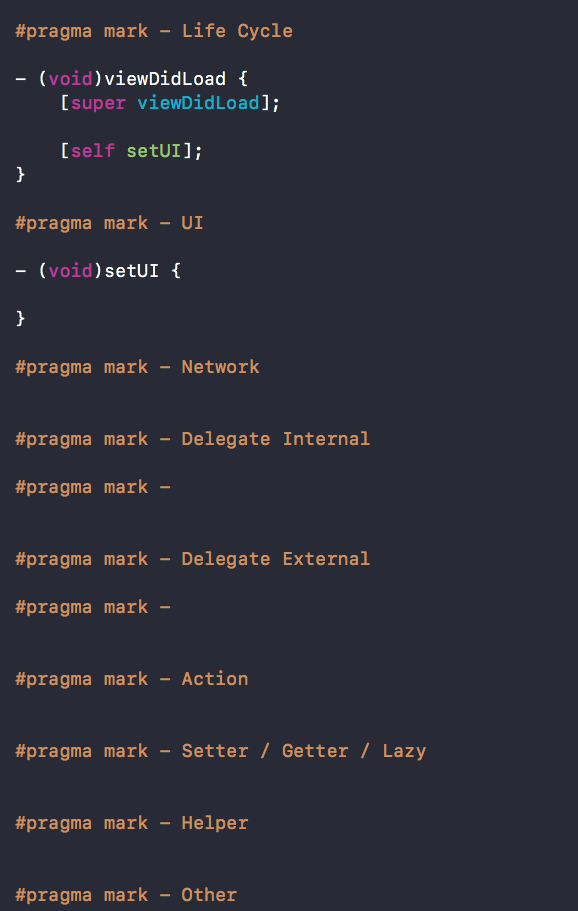 #pragma mark - Life Cycle
- (void)viewDidLoad {
[super viewDidLoad];
[self setUI];
}
#pragma mark - UI
- (void)setUI {
}
#pragma mark - Network
#pragma mark - Delegate Internal
#pragma mark -
#pragma mark - Delegate External
#pragma mark -
#pragma mark - Action
#pragma mark - Setter / Getter / Lazy
#pragma mark - Helper
#pragma mark - Other